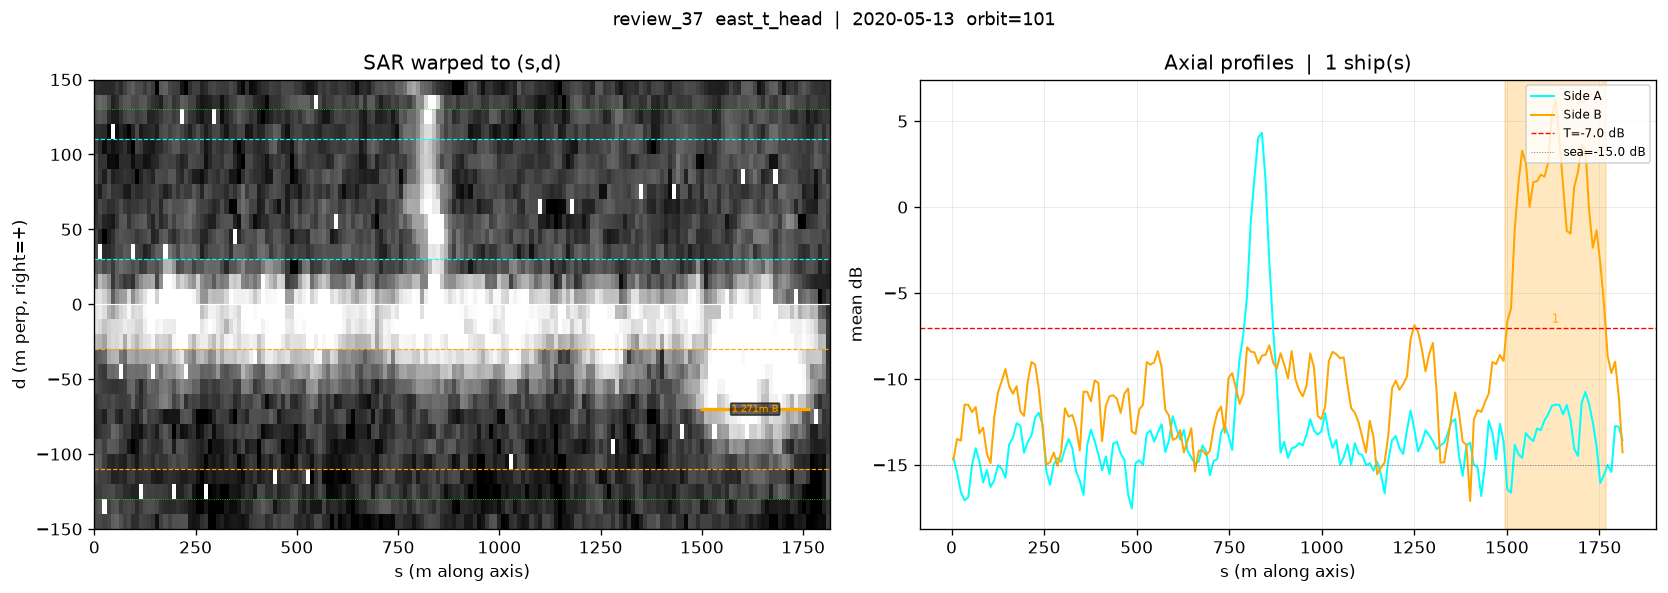 review_37  east_t_head  |  2020-05-13  orbit=101
SAR warped to (s,d)
150
100
50
0
−50
−100
−150
d (m perp, right=+)
1.271m B
0
250
500
750
1000
1250
1500
1750
s (m along axis)
Axial profiles  |  1 ship(s)
5
0
−5
−10
−15
mean dB
Side A
Side B
T=-7.0 dB
sea=-15.0 dB
1
0
250
500
750
1000
1250
1500
1750
s (m along axis)